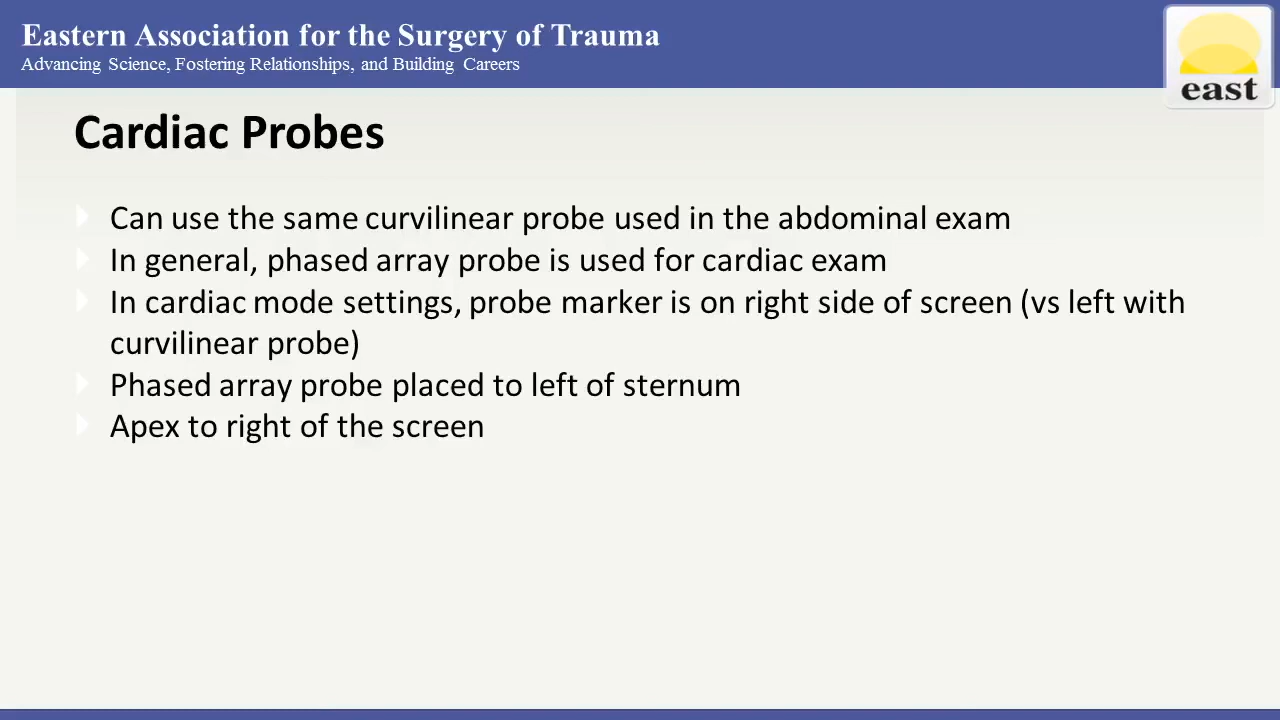 Eastern Association for the Surgery of Trauma
Advancing Science, Fostering Relationships, and Building Careers
east
Cardiac Probes
Can use the same curvilinear probe used in the abdominal exam
In general, phased array probe is used for cardiac exam
In cardiac mode settings, probe marker is on right side of screen (vs left with
curvilinear probe)
Phased array probe placed to left of sternum
Apex to right of the screen